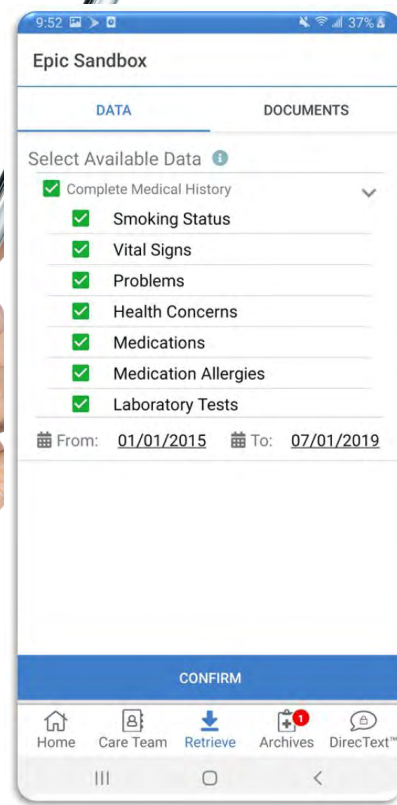 9:52 37%
Epic Sandbox
DATA DOCUMENTS
Select Available Data
Complete Medical History
Smoking Status
Vital Signs
Problems
Health Concerns
Medications
Medication Allergies
Laboratory Tests
From: 01/01/2015 To: 07/01/2019
CONFIRM
1
Home Care Team Retrieve Archives DirecText™